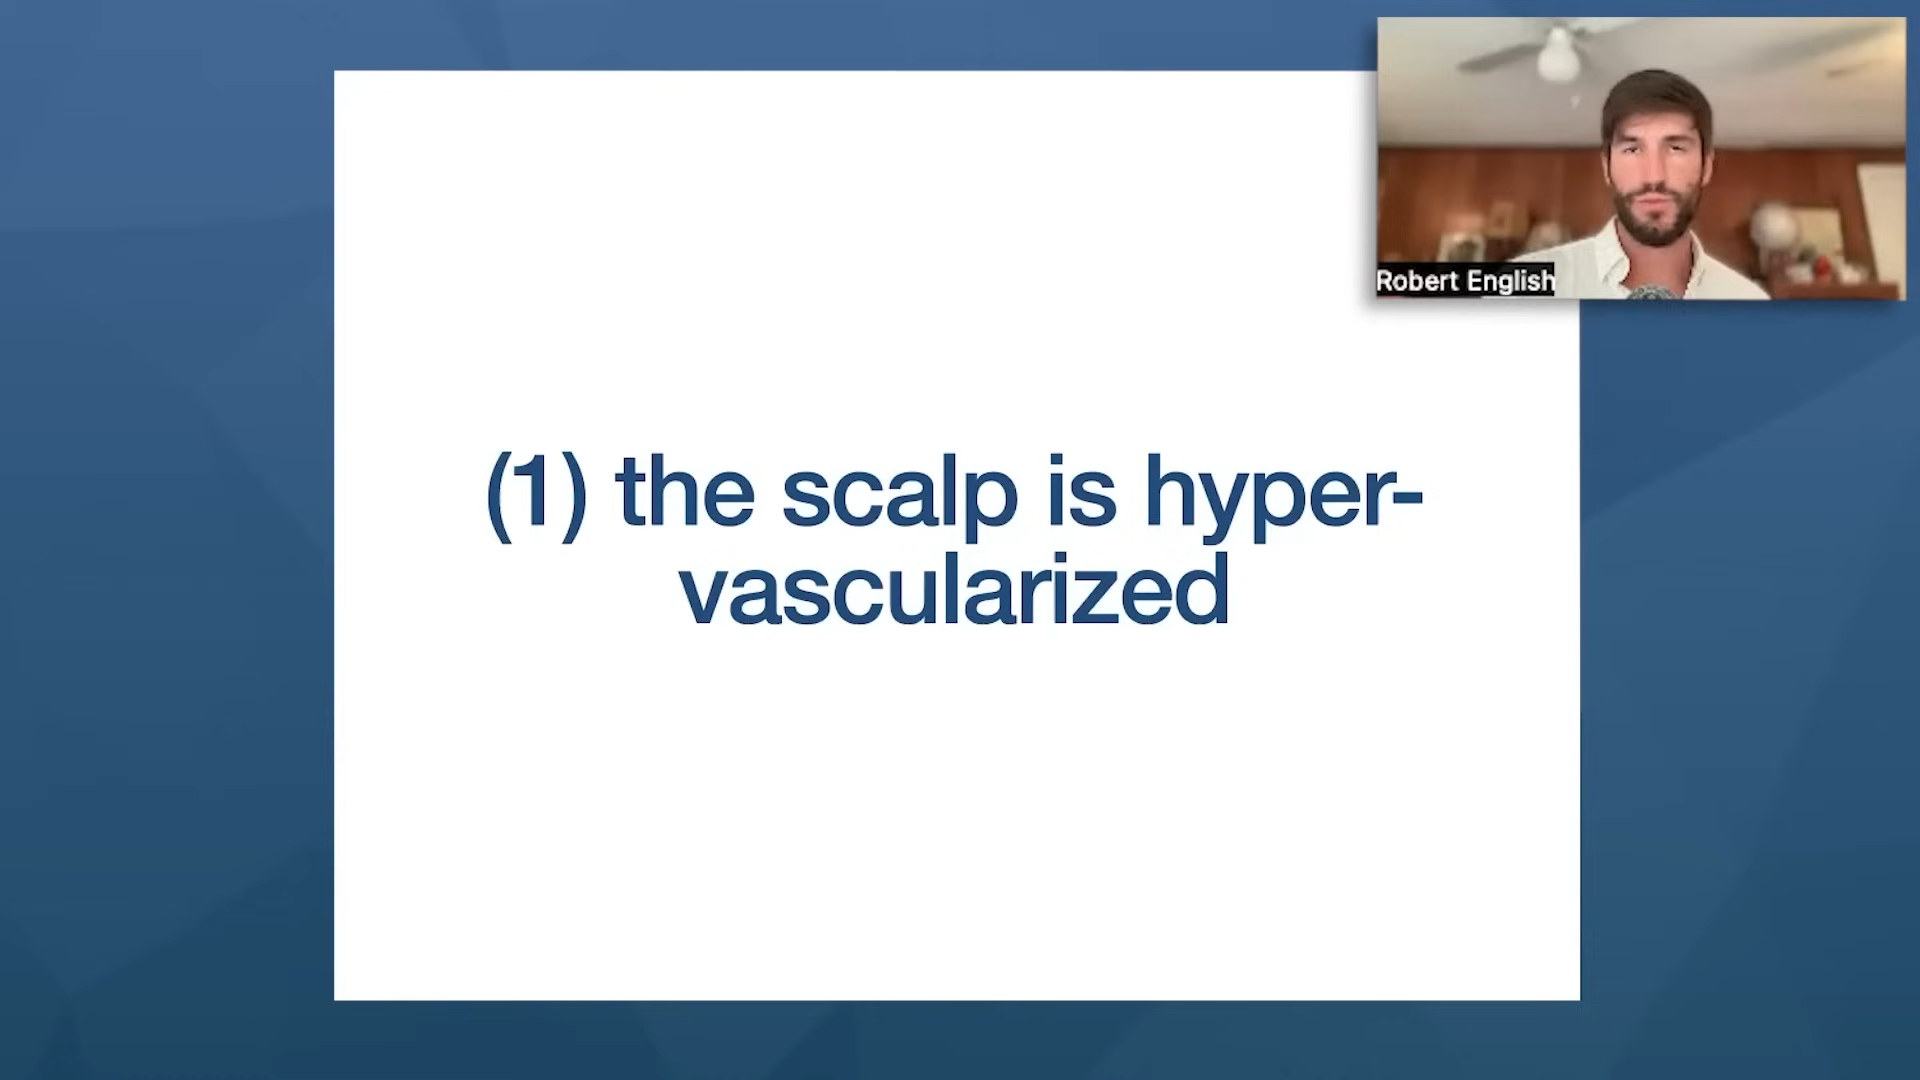 (1) the scalp is hyper-
vascularized
Robert English